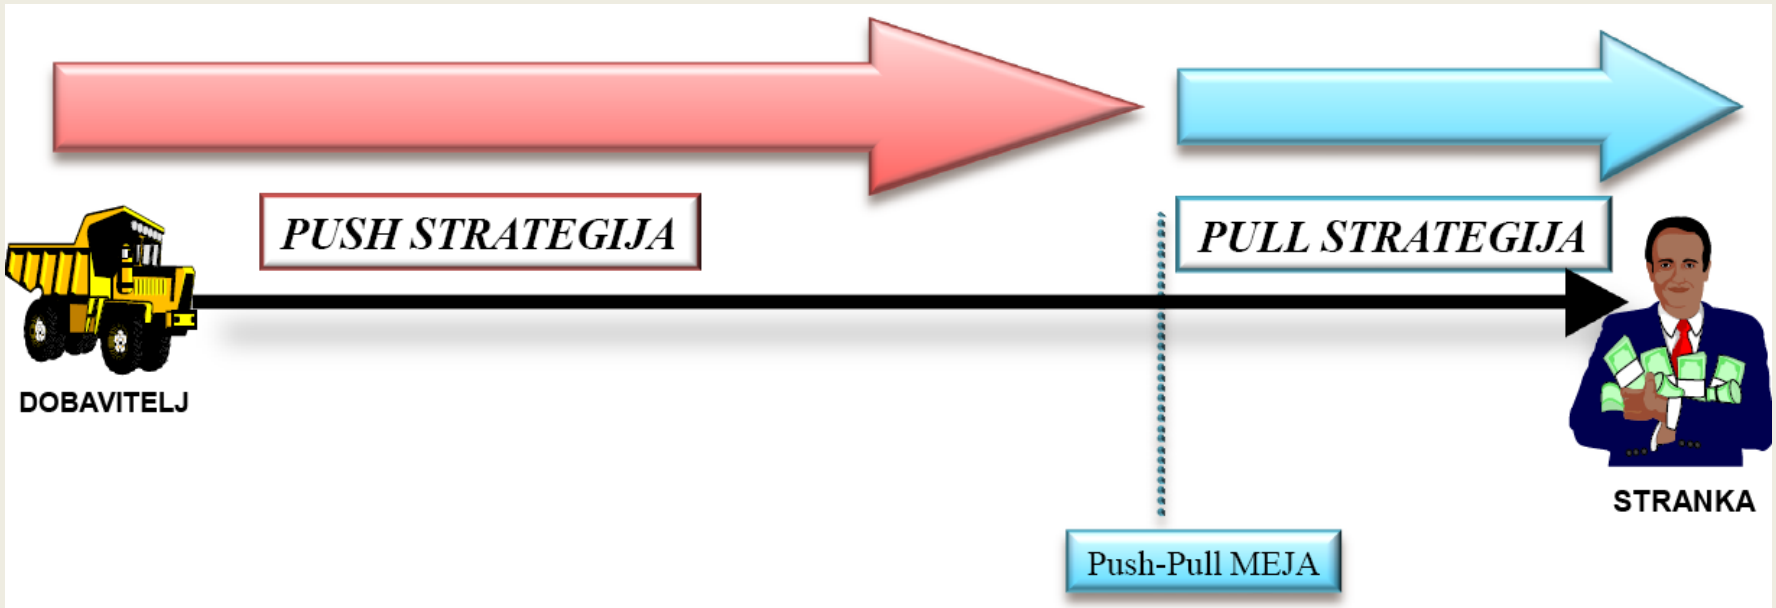 PUSH STRATEGIJA
PULL STRATEGIJA
DOBAVITELJ
STRANKA
Push-Pull MEJA